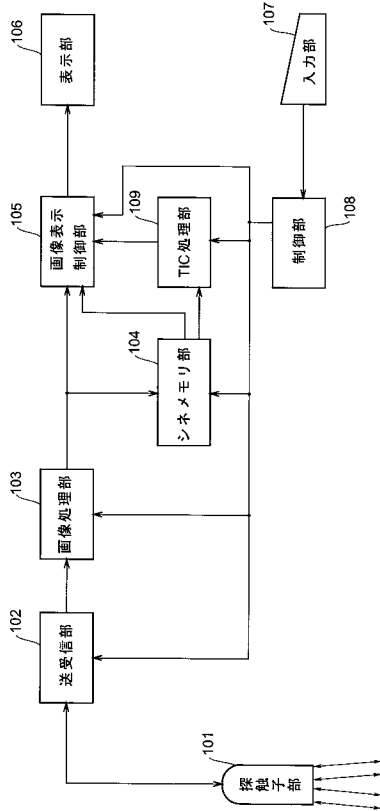 101
探触子部
102
送受信部
103
画像処理部
104
シネメモリ部
105
画像表示
制御部
106
表示部
107
入力部
108
制御部
109
TIC処理部